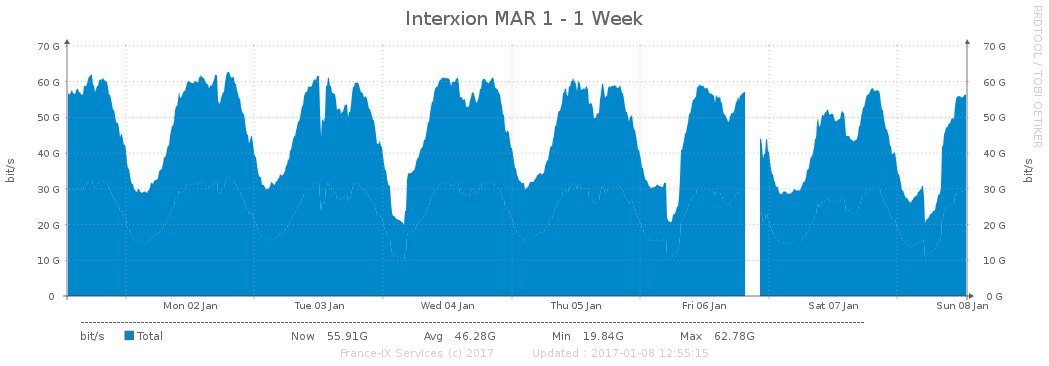 Interxion MAR 1 - 1 Week
RRDTOOL / TOBI OETIKER
bit/s
bit/s
70 G 70 G
60 G 60 G
50 G 50 G
40 G 40 G
30 G 30 G
20 G 20 G
10 G 10 G
0 0 G
Mon 02 Jan Tue 03 Jan Wed 04 Jan Thu 05 Jan Fri 06 Jan Sat 07 Jan Sun 08 Jan
bit/s Total Now 55.91G Avg 46.28G Min 19.84G Max 62.78G
France-IX Services (c) 2017 Updated : 2017-01-08 12:55:15